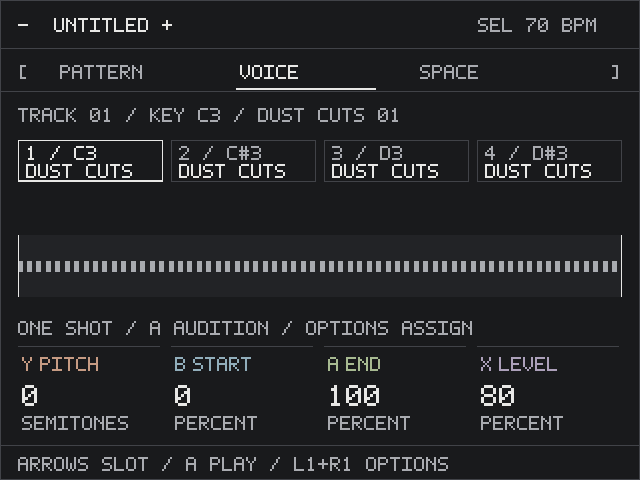 - UNTITLED + SEL 70 BPM
[ PATTERN VOICE SPACE ]
TRACK 01 / KEY C3 / DUST CUTS 01
1 / C3 2 / C#3 3 / D3 4 / D#3
DUST CUTS DUST CUTS DUST CUTS DUST CUTS
ONE SHOT / A AUDITION / OPTIONS ASSIGN
Y PITCH B START A END X LEVEL
0 0 100 80
SEMITONES PERCENT PERCENT PERCENT
ARROWS SLOT / A PLAY / L1+R1 OPTIONS